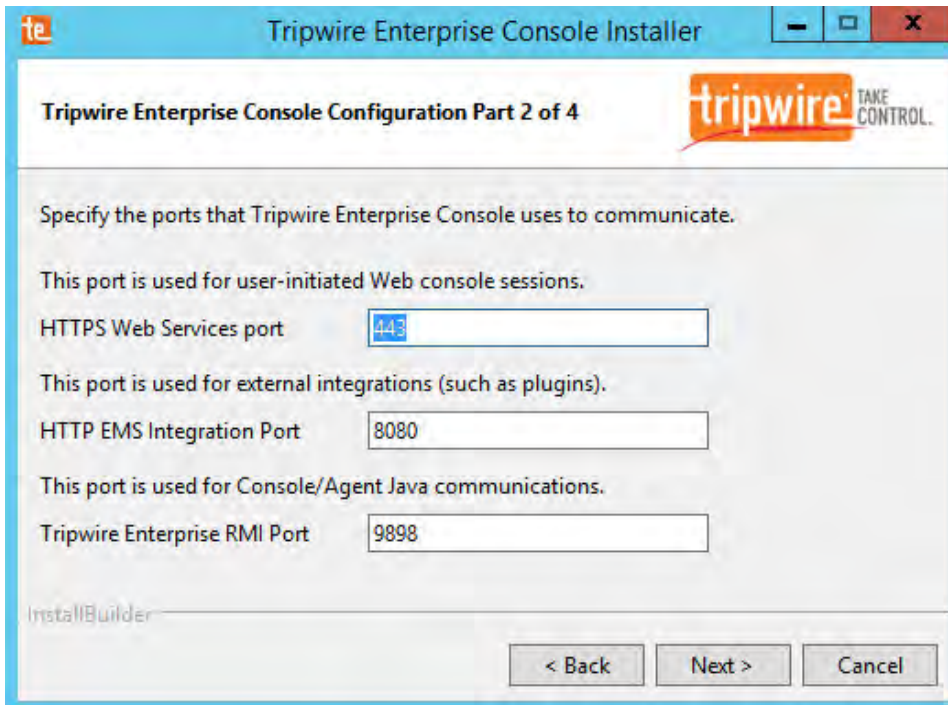 te
Tripwire Enterprise Console Installer
Tripwire Enterprise Console Configuration Part 2 of 4
tripwire TAKE CONTROL.
Specify the ports that Tripwire Enterprise Console uses to communicate.
This port is used for user-initiated Web console sessions.
HTTPS Web Services port 443
This port is used for external integrations (such as plugins).
HTTP EMS Integration Port 8080
This port is used for Console/Agent Java communications.
Tripwire Enterprise RMI Port 9898
InstallBuilder
< Back Next > Cancel